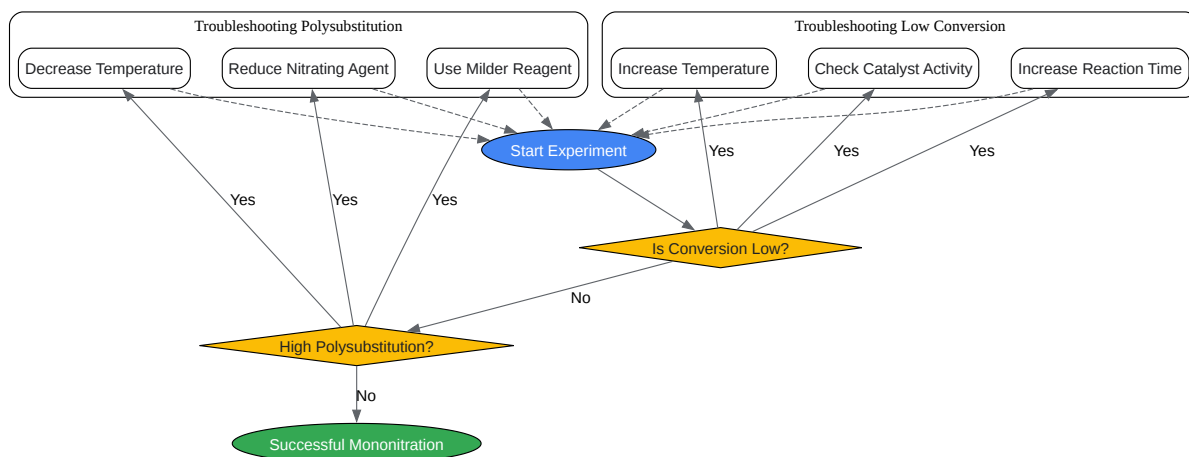 Troubleshooting Polysubstitution
Troubleshooting Low Conversion
Decrease Temperature
Reduce Nitrating Agent
Use Milder Reagent
Increase Temperature
Check Catalyst Activity
Increase Reaction Time
Start Experiment
Yes
Yes
Yes
Yes
Yes
Yes
Is Conversion Low?
No
High Polysubstitution?
No
Successful Mononitration